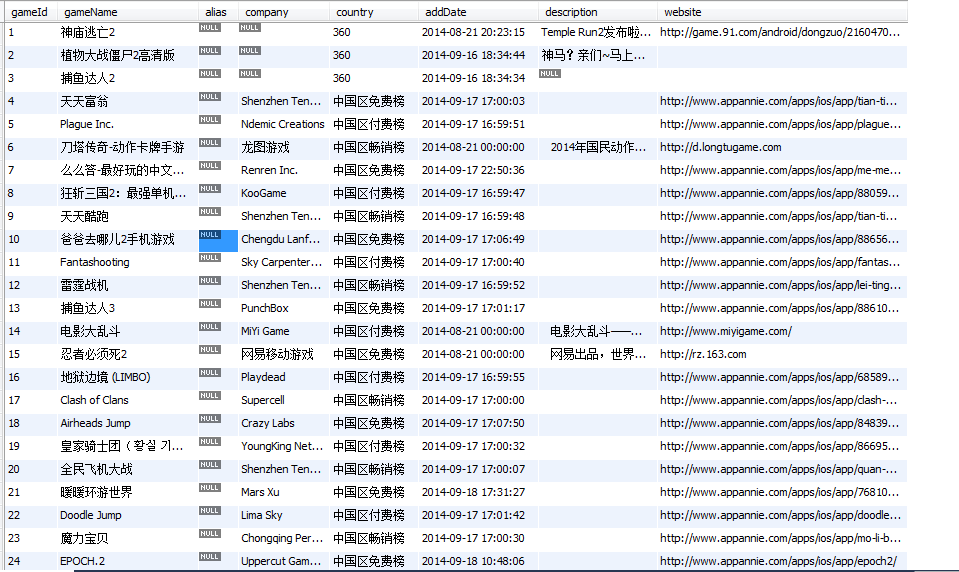 gameId gameName alias company country addDate description website
1 神庙逃亡2 NULL NULL 360 2014-08-21 20:23:15 Temple Run2发布啦... http://game.91.com/android/dongzuo/2160470...
2 植物大战僵尸2高清版 NULL NULL 360 2014-09-16 18:34:44 神马？亲们~马上...
3 捕鱼达人2 NULL NULL 360 2014-09-16 18:34:34 NULL
4 天天富翁 NULL Shenzhen Ten... 中国区免费榜 2014-09-17 17:00:03 http://www.appannie.com/apps/ios/app/tian-ti...
5 Plague Inc. NULL Ndemic Creations 中国区付费榜 2014-09-17 16:59:51 http://www.appannie.com/apps/ios/app/plague...
6 刀塔传奇-动作卡牌手游 NULL 龙图游戏 中国区畅销榜 2014-08-21 00:00:00 2014年国民动作... http://d.longtugame.com
7 么么答-最好玩的中文... NULL Renren Inc. 中国区免费榜 2014-09-17 22:50:36 http://www.appannie.com/apps/ios/app/me-me...
8 狂斩三国2：最强单机... NULL KooGame 中国区付费榜 2014-09-17 16:59:47 http://www.appannie.com/apps/ios/app/88059...
9 天天酷跑 NULL Shenzhen Ten... 中国区畅销榜 2014-09-17 16:59:48 http://www.appannie.com/apps/ios/app/tian-ti...
10 爸爸去哪儿2手机游戏 NULL Chengdu Lanf... 中国区免费榜 2014-09-17 17:06:49 http://www.appannie.com/apps/ios/app/88656...
11 Fantashooting NULL Sky Carpenter... 中国区付费榜 2014-09-17 17:00:40 http://www.appannie.com/apps/ios/app/fantas...
12 雷霆战机 NULL Shenzhen Ten... 中国区畅销榜 2014-09-17 16:59:52 http://www.appannie.com/apps/ios/app/lei-ting...
13 捕鱼达人3 NULL PunchBox 中国区免费榜 2014-09-17 17:01:17 http://www.appannie.com/apps/ios/app/88610...
14 电影大乱斗 NULL MiYi Game 中国区付费榜 2014-08-21 00:00:00 电影大乱斗——... http://www.miyigame.com/
15 忍者必须死2 NULL 网易移动游戏 中国区免费榜 2014-08-21 00:00:00 网易出品，世界... http://rz.163.com
16 地狱边境 (LIMBO) NULL Playdead 中国区付费榜 2014-09-17 16:59:55 http://www.appannie.com/apps/ios/app/68589...
17 Clash of Clans NULL Supercell 中国区畅销榜 2014-09-17 17:00:00 http://www.appannie.com/apps/ios/app/clash-...
18 Airheads Jump NULL Crazy Labs 中国区免费榜 2014-09-17 17:07:50 http://www.appannie.com/apps/ios/app/84839...
19 皇家骑士团（황실 기... NULL YoungKing Net... 中国区付费榜 2014-09-17 17:00:32 http://www.appannie.com/apps/ios/app/86695...
20 全民飞机大战 NULL Shenzhen Ten... 中国区畅销榜 2014-09-17 17:00:07 http://www.appannie.com/apps/ios/app/quan-...
21 暖暖环游世界 NULL Mars Xu 中国区免费榜 2014-09-18 17:31:27 http://www.appannie.com/apps/ios/app/76810...
22 Doodle Jump NULL Lima Sky 中国区付费榜 2014-09-17 17:01:42 http://www.appannie.com/apps/ios/app/doodle...
23 魔力宝贝 NULL Chongqing Per... 中国区畅销榜 2014-09-17 17:00:30 http://www.appannie.com/apps/ios/app/mo-li-b...
24 EPOCH.2 NULL Uppercut Gam... 中国区免费榜 2014-09-18 10:48:06 http://www.appannie.com/apps/ios/app/epoch2/